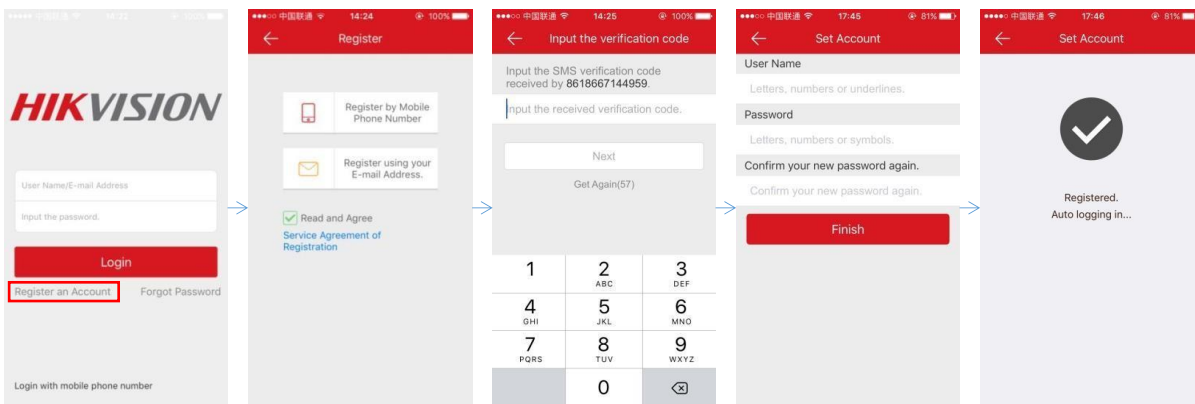 14:22
HIKVISION
User Name/E-mail Address
Input the password.
Login
Register an Account
Forgot Password
Login with mobile phone number
中国联通
14:24
100%
Register
Register by Mobile
Phone Number
Register using your
E-mail Address.
Read and Agree
Service Agreement of
Registration
中国联通
14:25
100%
Input the verification code
Input the SMS verification code
received by 8618667144959.
Input the received verification code.
Next
Get Again(57)
1
2
ABC
3
DEF
4
GHI
5
JKL
6
MNO
7
PQRS
8
TUV
9
WXYZ
0
中国联通
17:45
81%
Set Account
User Name
Letters, numbers or underlines.
Password
Letters, numbers or symbols.
Confirm your new password again.
Confirm your new password again.
Finish
中国联通
17:46
81%
Set Account
Registered.
Auto logging in...